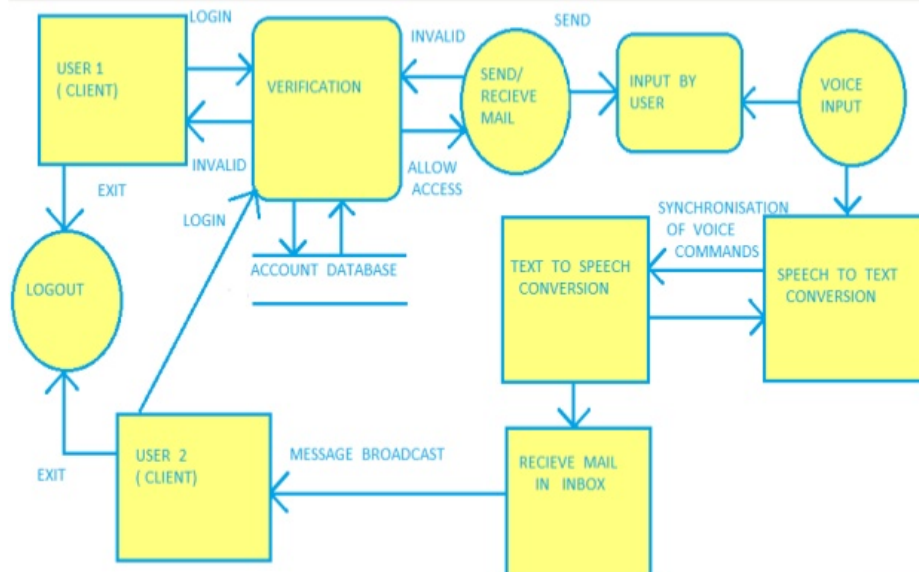 LOGIN
SEND
USER 1
( CLIENT)
VERIFICATION
INVALID
SEND/
RECIEVE
MAIL
INPUT BY
USER
VOICE
INPUT
INVALID
ALLOW
ACCESS
EXIT
LOGIN
SYNCHRONISATION
OF VOICE
COMMANDS
ACCOUNT DATABASE
LOGOUT
TEXT TO SPEECH
CONVERSION
SPEECH TO TEXT
CONVERSION
USER 2
( CLIENT)
MESSAGE BROADCAST
RECIEVE MAIL
IN INBOX
EXIT